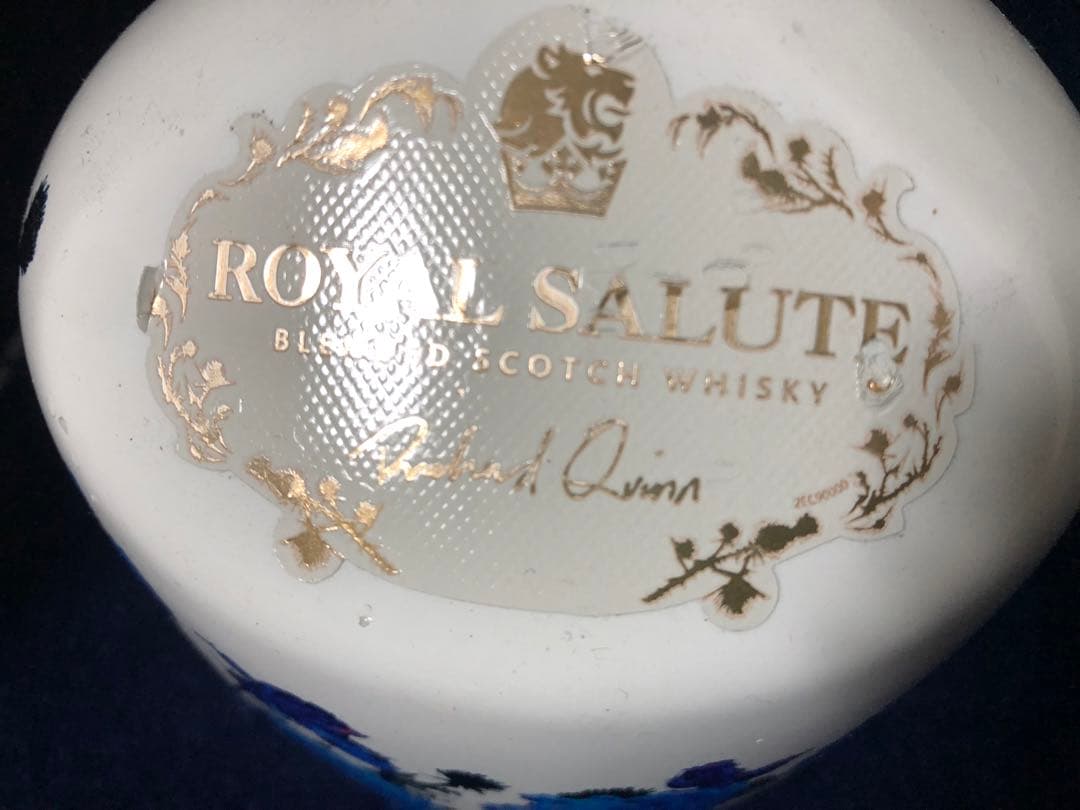 ROYAL SALUTE
BLENDED SCOTCH WHISKY
Richard Quinn